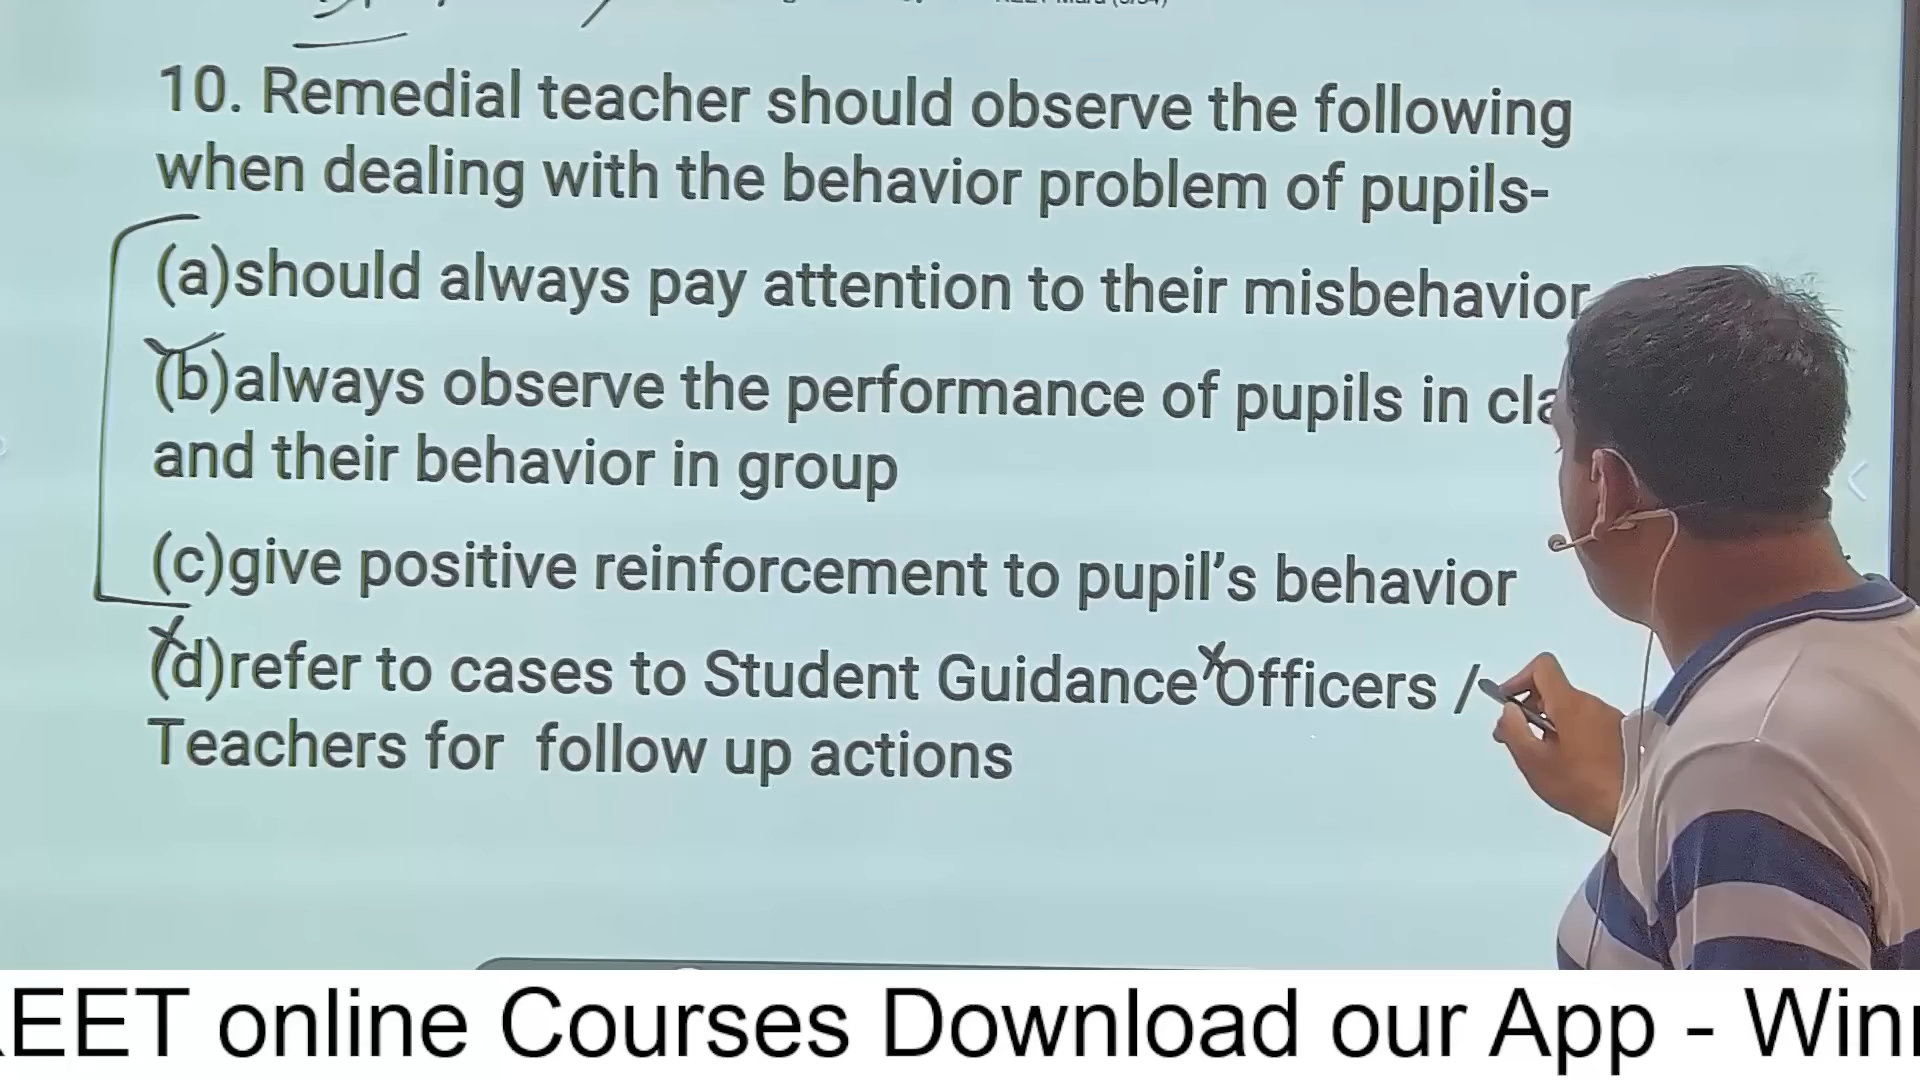 10. Remedial teacher should observe the following
when dealing with the behavior problem of pupils-
(a)should always pay attention to their misbehavior
(b)always observe the performance of pupils in
and their behavior in group
(c)give positive reinforcement to pupil's behavior
(d)refer to cases to Student Guidance Officers /
Teachers for follow up actions
EET online Courses Download our App -